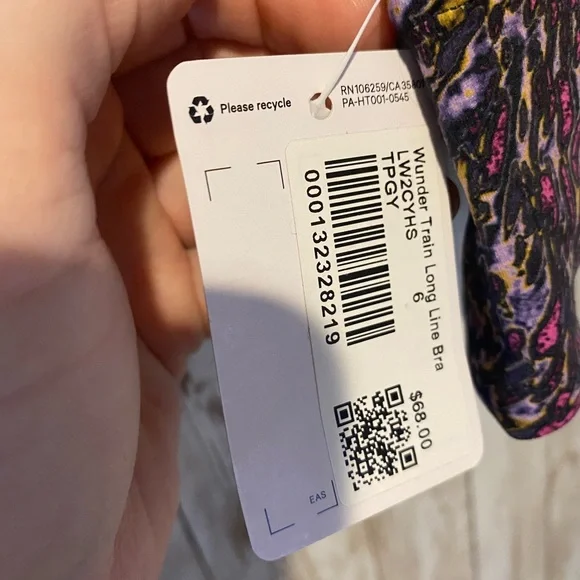 Please recycle
RN106259/CA35
PA-HT001-0545
Wunder Train Long Line Bra
LW2CYHS 6
TPGY
000132328219
$68.00
EAS